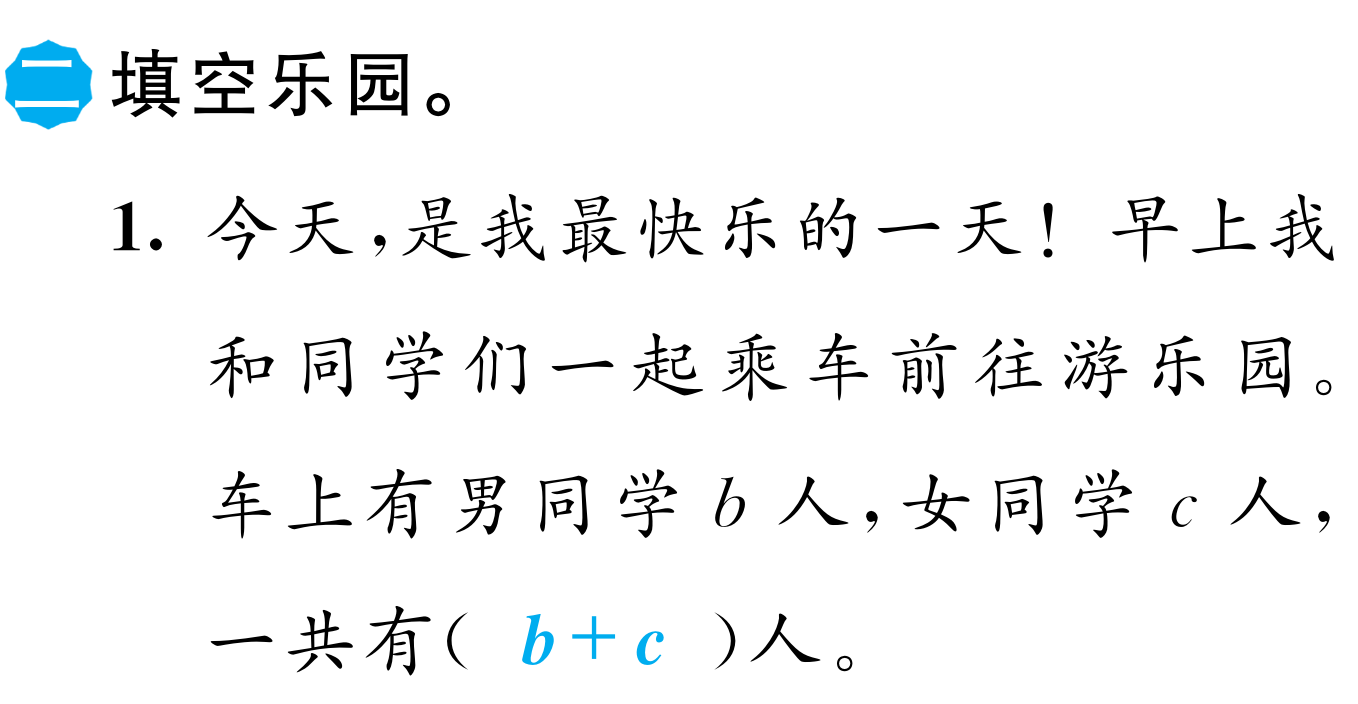 二 填空乐园。
1. 今天,是我最快乐的一天! 早上我
和同学们一起乘车前往游乐园。
车上有男同学 b 人,女同学 c 人,
一共有( b+c )人。